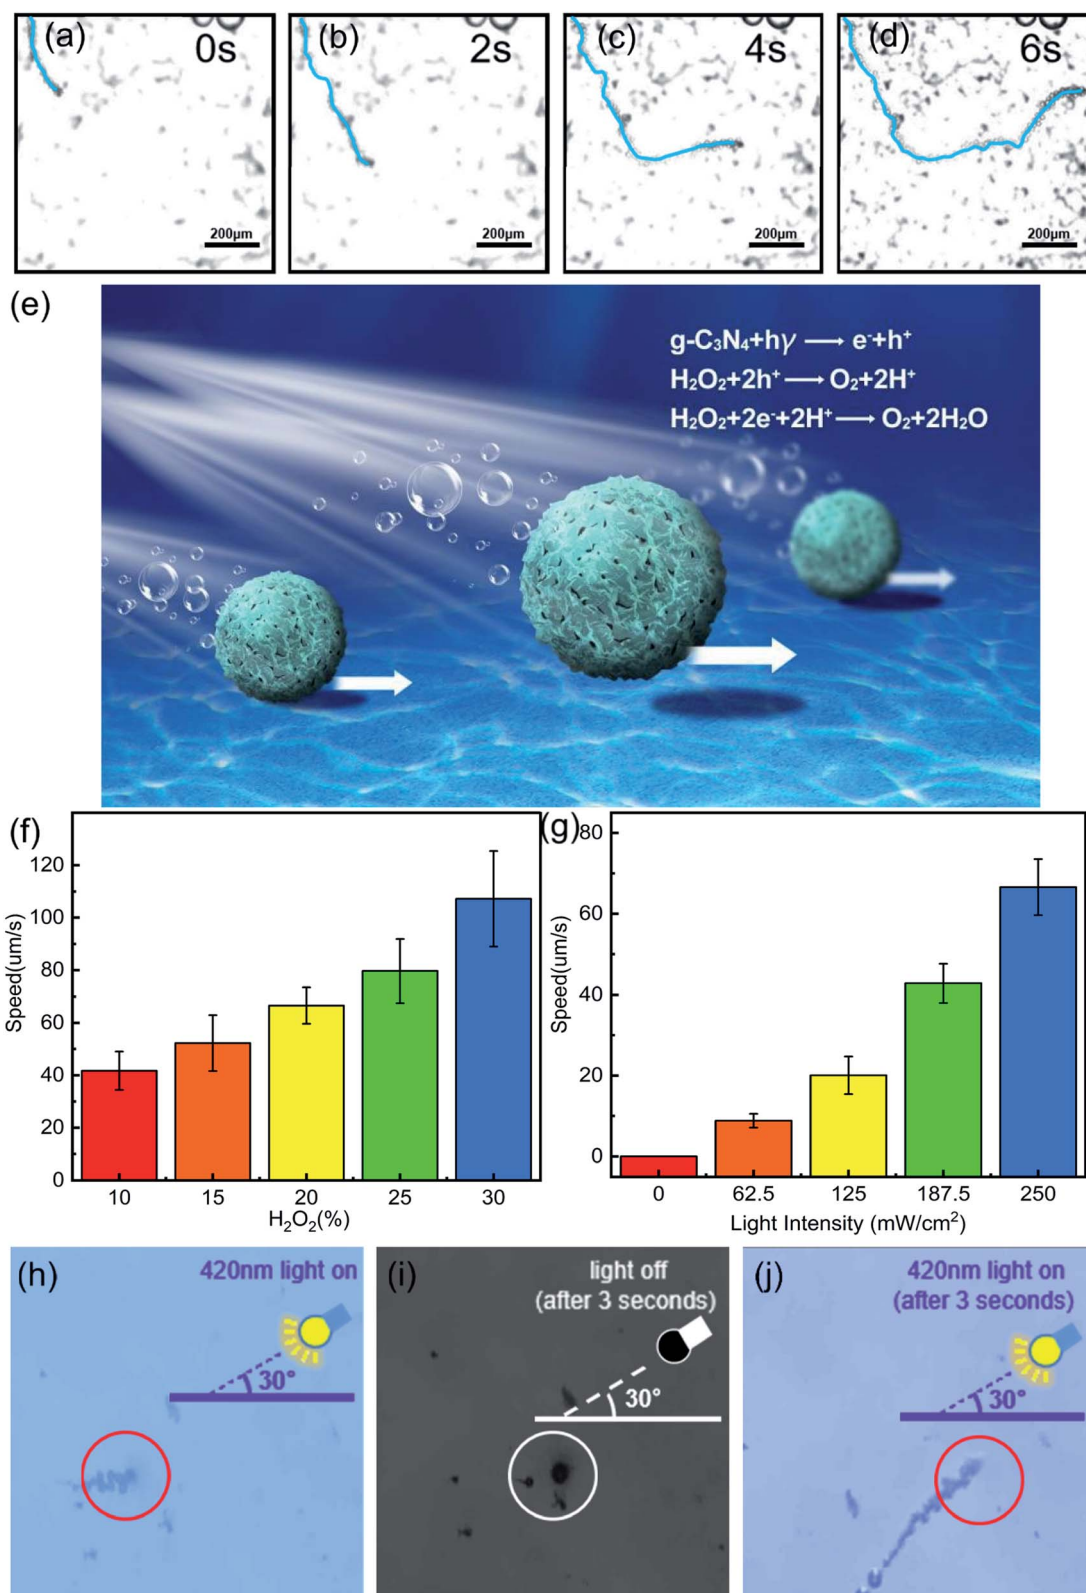 (a) 0s
200μm
(b) 2s
200μm
(c) 4s
200μm
(d) 6s
200μm
(e)
g-C₃N₄+hγ ⟶ e⁻+h⁺
H₂O₂+2h⁺ ⟶ O₂+2H⁺
H₂O₂+2e⁻+2H⁺ ⟶ O₂+2H₂O
(f)
Speed(um/s)
120
100
80
60
40
20
0
10 15 20 25 30
H₂O₂(%)
(g)
Speed(um/s)
80
60
40
20
0
0 62.5 125 187.5 250
Light Intensity (mW/cm²)
(h)
420nm light on
30°
(i)
light off
(after 3 seconds)
30°
(j)
420nm light on
(after 3 seconds)
30°